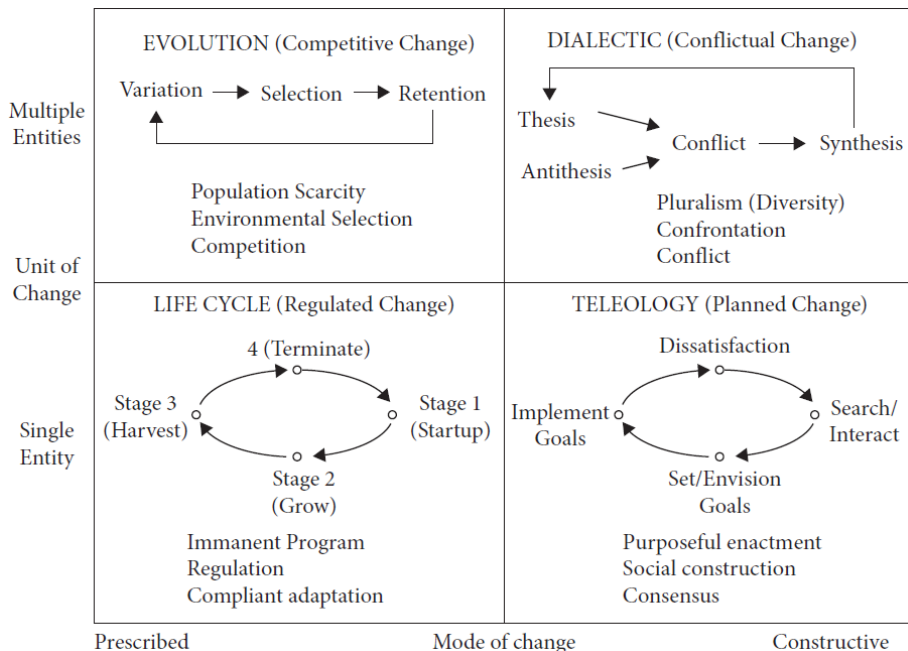 EVOLUTION (Competitive Change)
Variation
Selection
Retention
Population Scarcity
Environmental Selection
Competition
DIALECTIC (Conflictual Change)
Thesis
Antithesis
Conflict
Synthesis
Pluralism (Diversity)
Confrontation
Conflict
Multiple
Entities
Unit of
Change
Single
Entity
LIFE CYCLE (Regulated Change)
4 (Terminate)
Stage 3
(Harvest)
Stage 1
(Startup)
Stage 2
(Grow)
Immanent Program
Regulation
Compliant adaptation
TELEOLOGY (Planned Change)
Dissatisfaction
Implement
Goals
Search/
Interact
Set/Envision
Goals
Purposeful enactment
Social construction
Consensus
Prescribed
Mode of change
Constructive